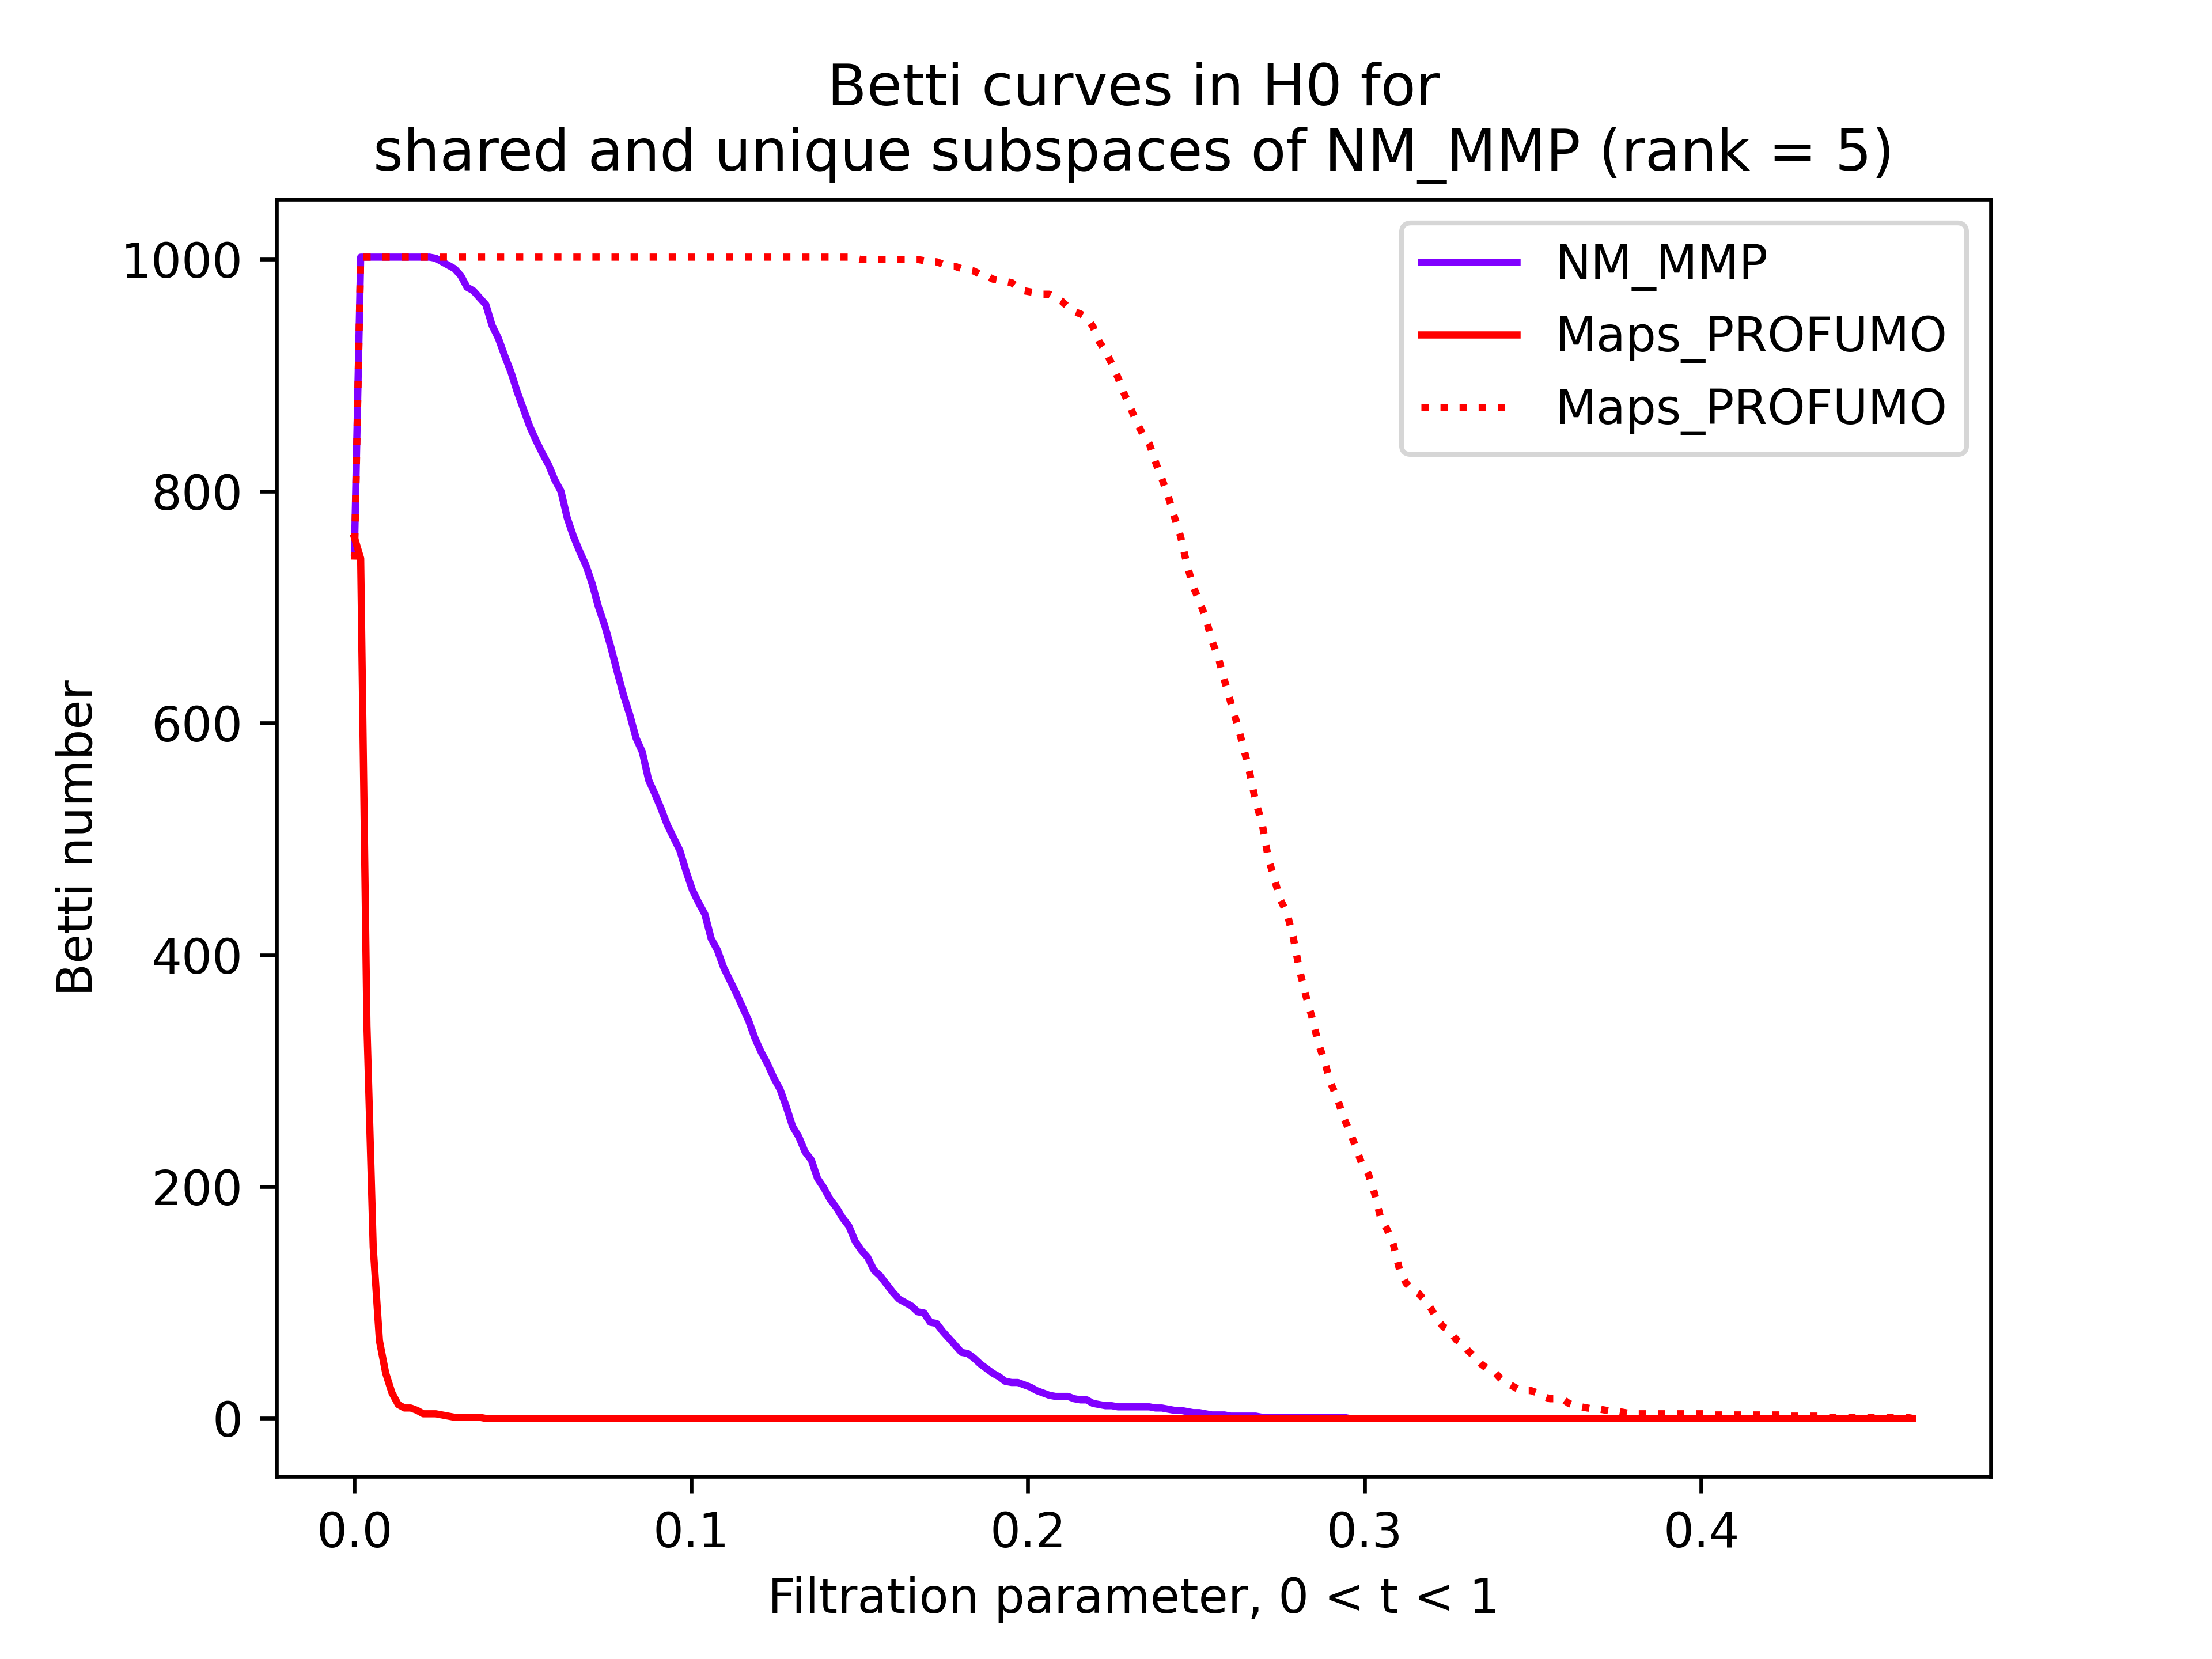 Betti curves in H0 for
shared and unique subspaces of NM_MMP (rank = 5)
NM_MMP
Maps_PROFUMO
Maps_PROFUMO
Betti number
1000
800
600
400
200
0
0.0 0.1 0.2 0.3 0.4
Filtration parameter, 0 < t < 1